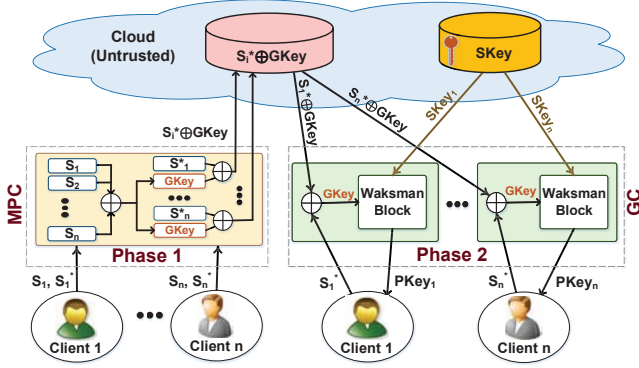 Cloud
(Untrusted)
Sᵢ*⊕GKey
SKey
Sᵢ*⊕GKey
S₁*⊕GKey
Sₙ*⊕GKey
SKey₁
SKeyₙ
MPC
S₁
S₂
Sₙ
S*₁
GKey
S*ₙ
GKey
Phase 1
GKey
Waksman
Block
GKey
Waksman
Block
Phase 2
GC
S₁, S₁*
Sₙ, Sₙ*
S₁*
PKey₁
Sₙ*
PKeyₙ
Client 1
Client n
Client 1
Client n